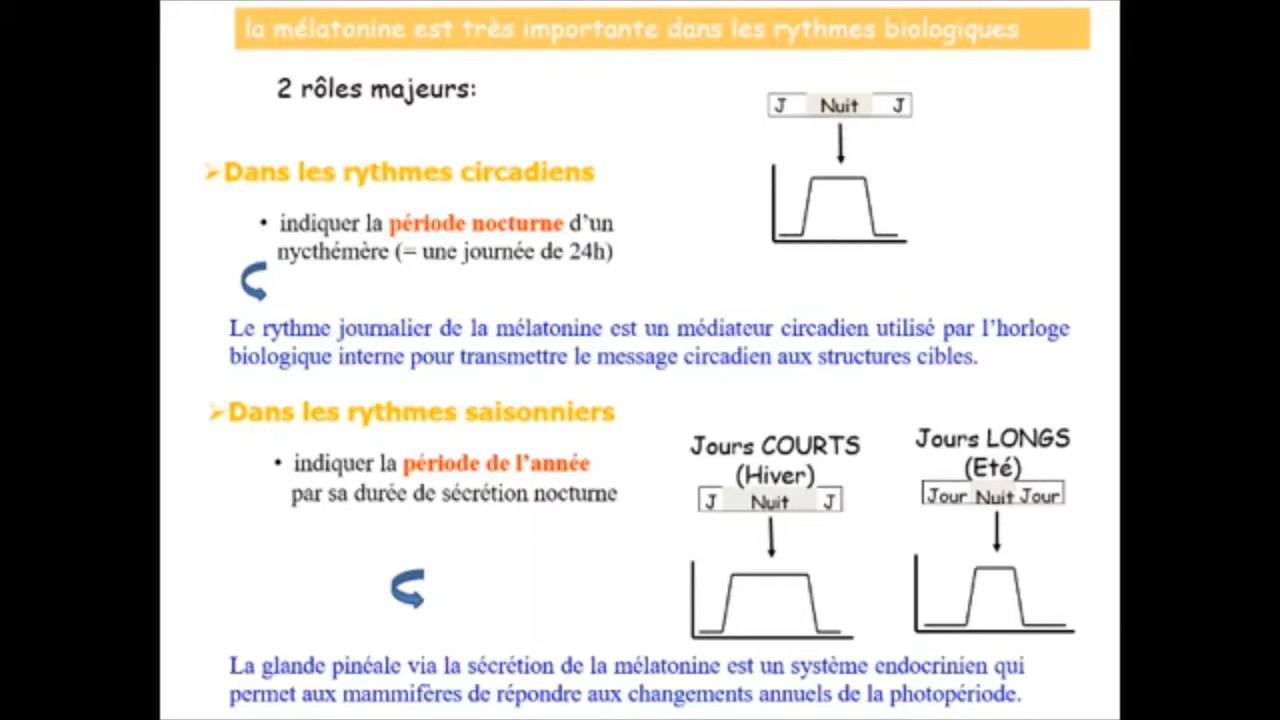 la mélatonine est très importante dans les rythmes biologiques
2 rôles majeurs:
J Nuit J
Dans les rythmes circadiens
• indiquer la période nocturne d'un
nycthémère (= une journée de 24h)
Le rythme journalier de la mélatonine est un médiateur circadien utilisé par l'horloge
biologique interne pour transmettre le message circadien aux structures cibles.
Dans les rythmes saisonniers
• indiquer la période de l'année
par sa durée de sécrétion nocturne
Jours COURTS
(Hiver)
J Nuit J
Jours LONGS
(Eté)
Jour Nuit Jour
La glande pinéale via la sécrétion de la mélatonine est un système endocrinien qui
permet aux mammifères de répondre aux changements annuels de la photopériode.